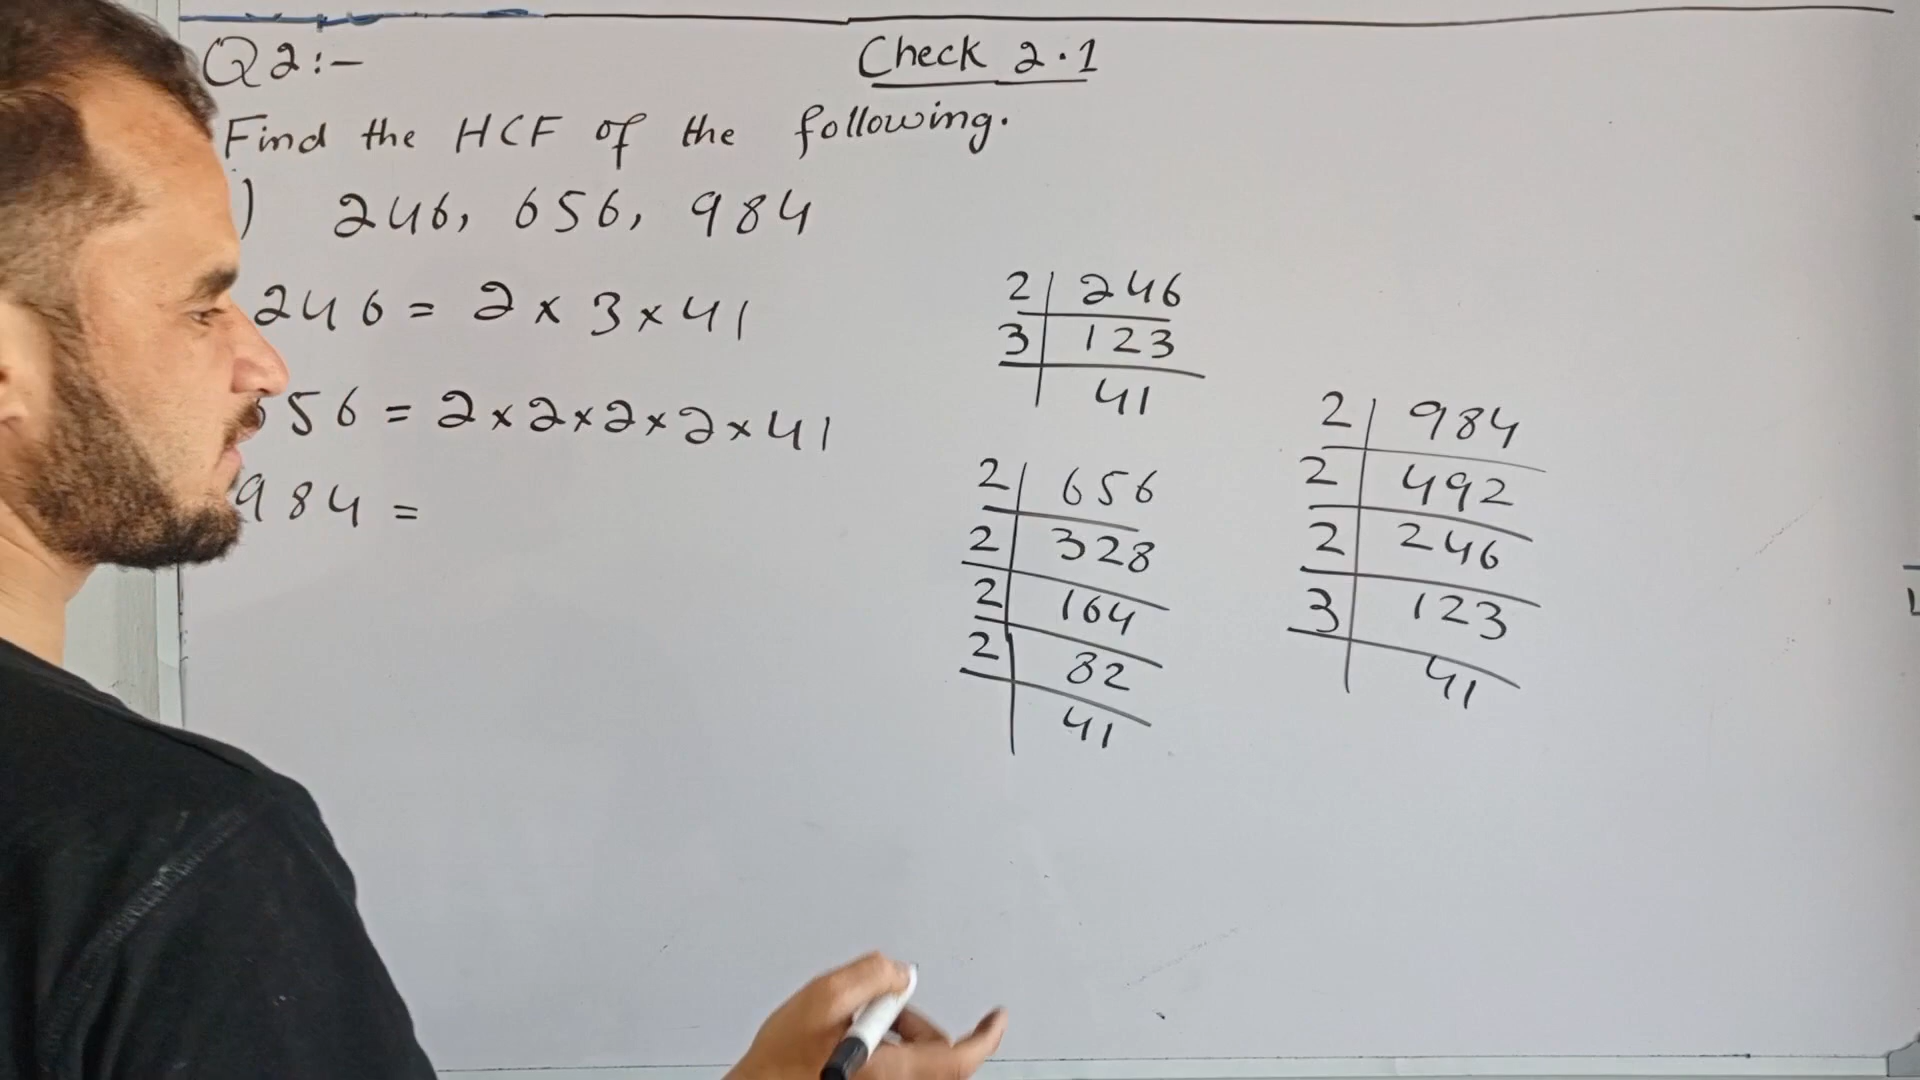 Q2:-
Check 2.1
Find the HCF of the following.
) 246, 656, 984
246 = 2 × 3 × 41
656 = 2 × 2 × 2 × 2 × 41
984 =
2 | 246
3 | 123
41
2 | 656
2 | 328
2 | 164
2 | 82
41
2 | 984
2 | 492
2 | 246
3 | 123
41